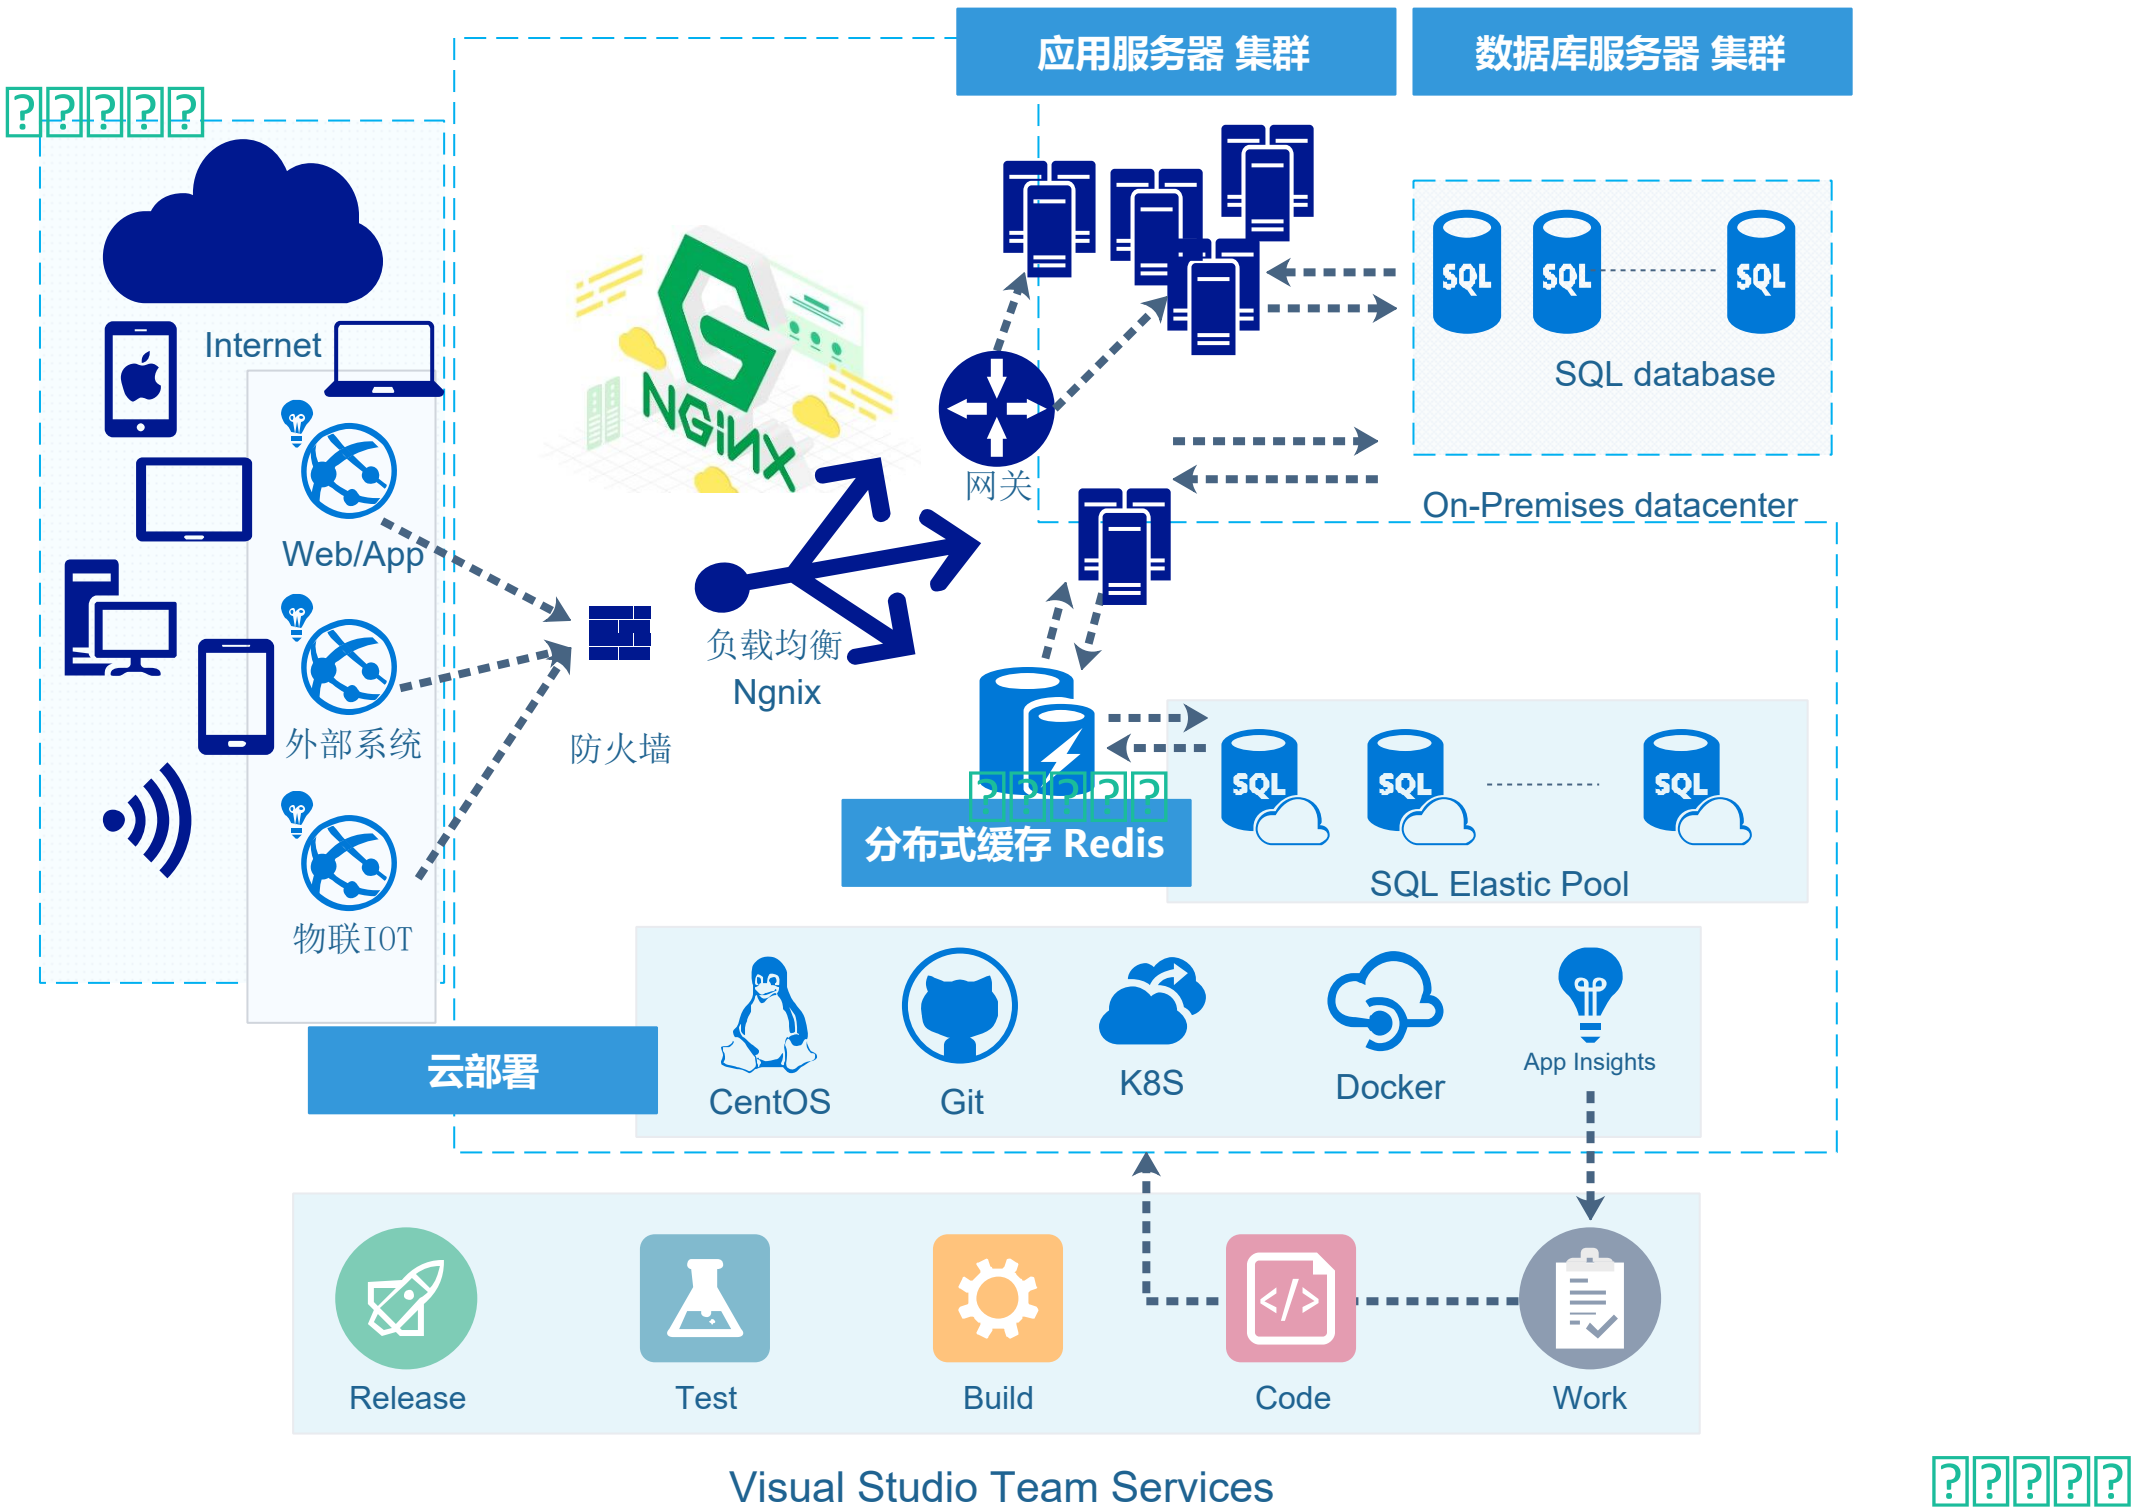 应用服务器 集群
数据库服务器 集群
Internet
SQL
SQL
SQL
SQL database
NGiNX
网关
On-Premises datacenter
Web/App
负载均衡
Ngnix
外部系统
防火墙
SQL
SQL
SQL
分布式缓存 Redis
SQL Elastic Pool
物联IOT
云部署
CentOS
Git
K8S
Docker
App Insights
</>
Release
Test
Build
Code
Work
Visual Studio Team Services